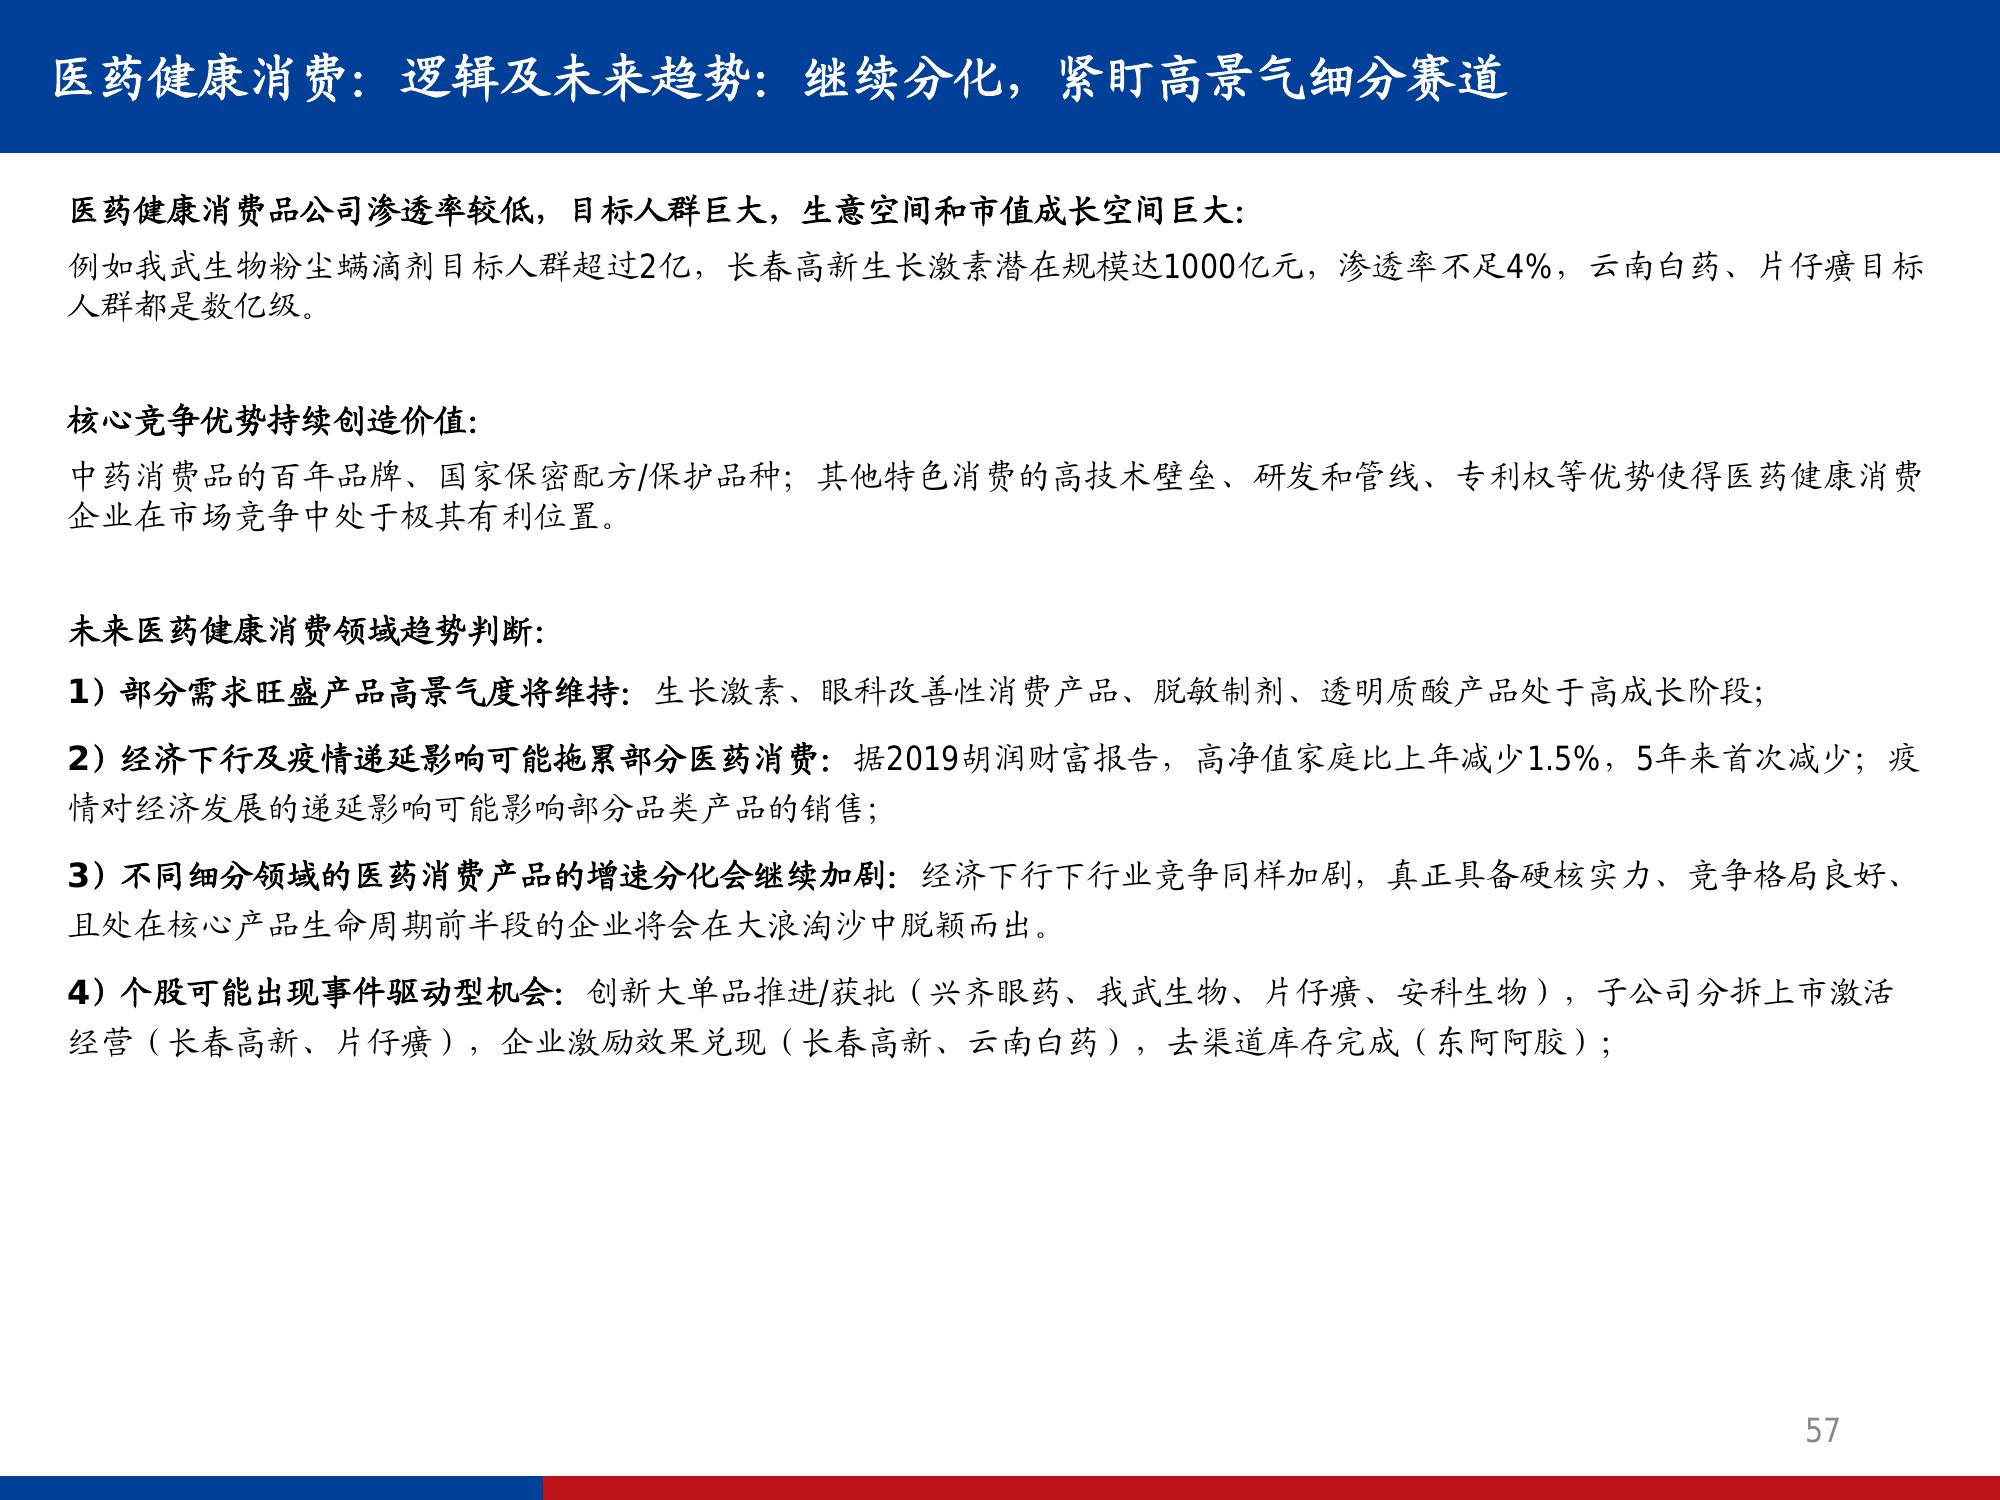 医药健康消费：逻辑及未来趋势：继续分化，紧盯高景气细分赛道
医药健康消费品公司渗透率较低，目标人群巨大，生意空间和市值成长空间巨大：
例如我武生物粉尘螨滴剂目标人群超过2亿，长春高新生长激素潜在规模达1000亿元，渗透率不足4%，云南白药、片仔癀目标
人群都是数亿级。
核心竞争优势持续创造价值：
中药消费品的百年品牌、国家保密配方/保护品种；其他特色消费的高技术壁垒、研发和管线、专利权等优势使得医药健康消费
企业在市场竞争中处于极其有利位置。
未来医药健康消费领域趋势判断：
1）部分需求旺盛产品高景气度将维持：生长激素、眼科改善性消费产品、脱敏制剂、透明质酸产品处于高成长阶段；
2）经济下行及疫情递延影响可能拖累部分医药消费：据2019胡润财富报告，高净值家庭比上年减少1.5%，5年来首次减少；疫
情对经济发展的递延影响可能影响部分品类产品的销售；
3）不同细分领域的医药消费产品的增速分化会继续加剧：经济下行下行业竞争同样加剧，真正具备硬核实力、竞争格局良好、
且处在核心产品生命周期前半段的企业将会在大浪淘沙中脱颖而出。
4）个股可能出现事件驱动型机会：创新大单品推进/获批（兴齐眼药、我武生物、片仔癀、安科生物），子公司分拆上市激活
经营（长春高新、片仔癀），企业激励效果兑现（长春高新、云南白药），去渠道库存完成（东阿阿胶）；
57